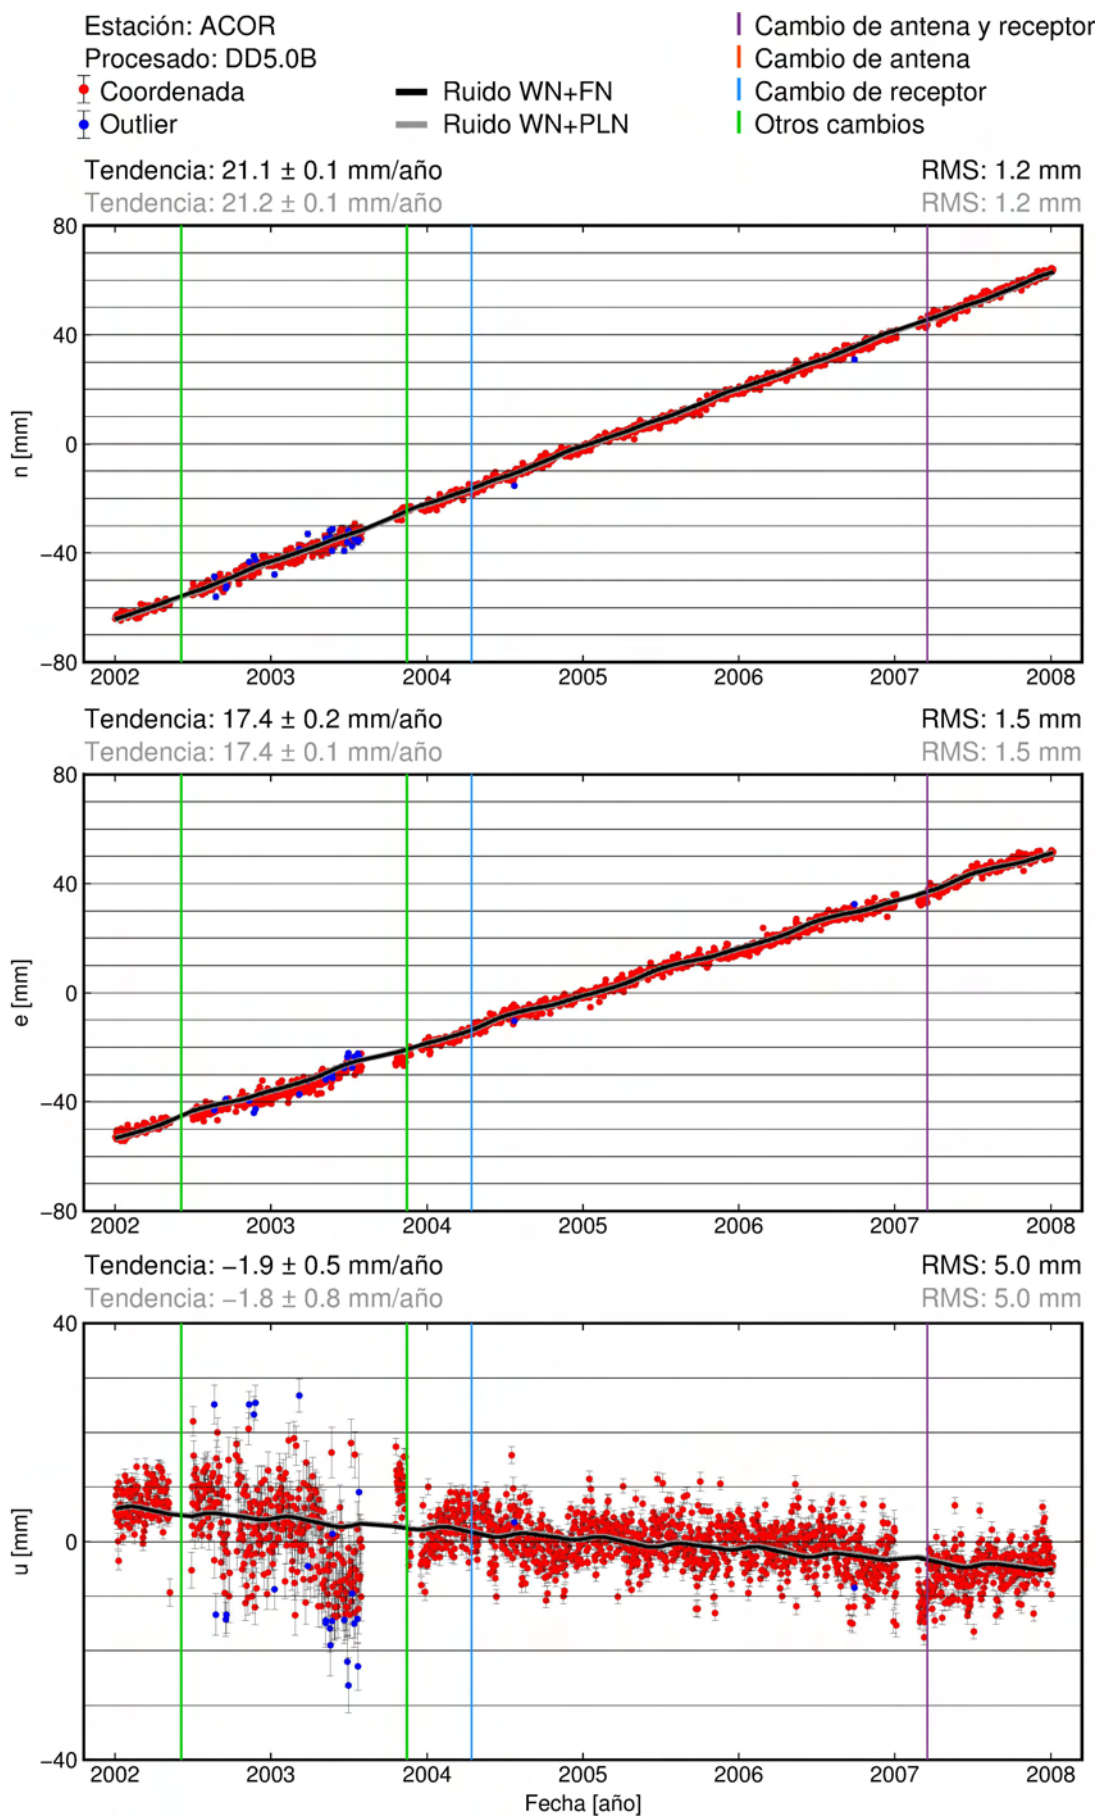 Estación: ACOR
Procesado: DD5.0B
Coordenada
Outlier
Ruido WN+FN
Ruido WN+PLN
Cambio de antena y receptor
Cambio de antena
Cambio de receptor
Otros cambios
Tendencia: 21.1 ± 0.1 mm/año RMS: 1.2 mm
Tendencia: 21.2 ± 0.1 mm/año RMS: 1.2 mm
80
40
0
−40
−80
n [mm]
2002 2003 2004 2005 2006 2007 2008
Tendencia: 17.4 ± 0.2 mm/año RMS: 1.5 mm
Tendencia: 17.4 ± 0.1 mm/año RMS: 1.5 mm
80
40
0
−40
−80
e [mm]
2002 2003 2004 2005 2006 2007 2008
Tendencia: −1.9 ± 0.5 mm/año RMS: 5.0 mm
Tendencia: −1.8 ± 0.8 mm/año RMS: 5.0 mm
40
0
−40
u [mm]
2002 2003 2004 2005 2006 2007 2008
Fecha [año]